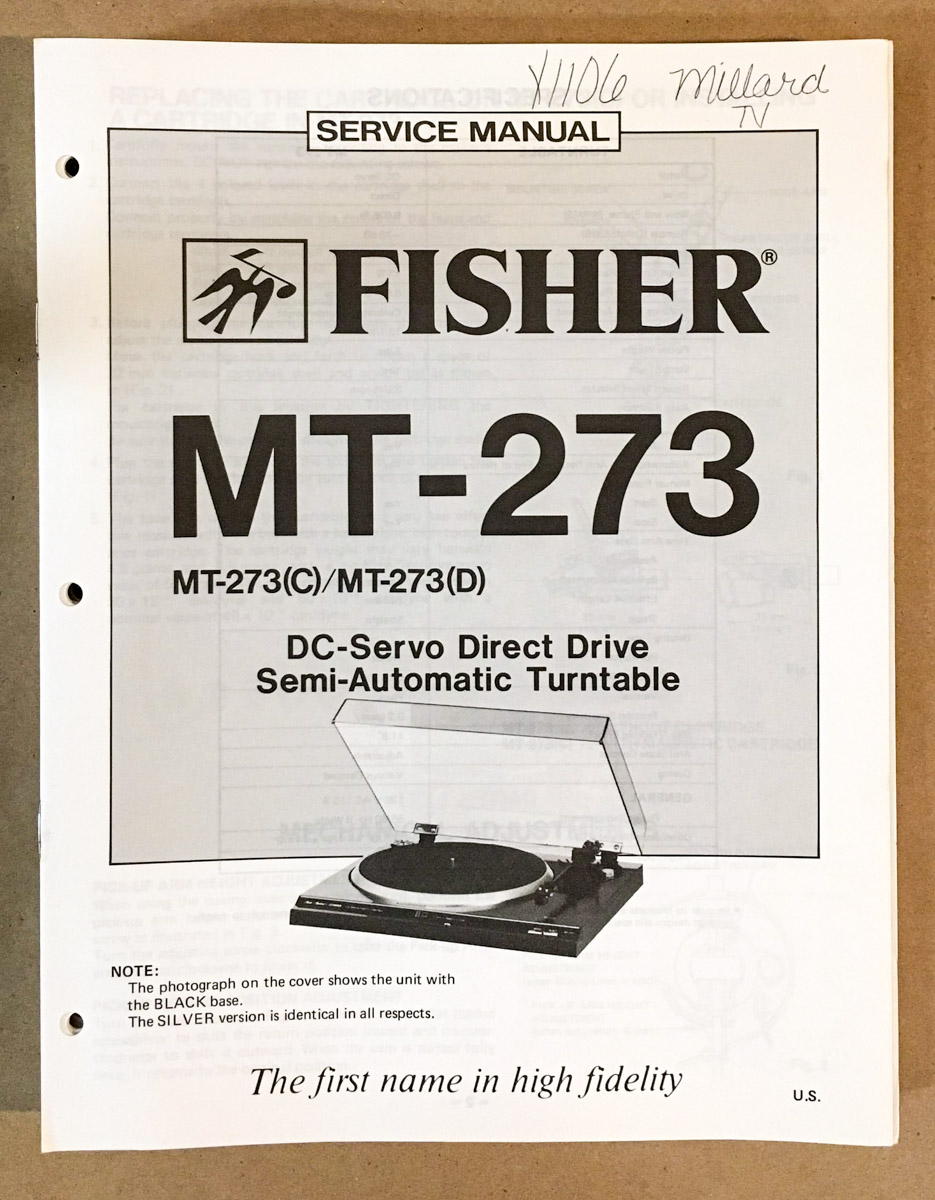 Y1106 Millard
TV
SERVICE MANUAL
FISHER®
MT-273
MT-273(C)/MT-273(D)
DC-Servo Direct Drive
Semi-Automatic Turntable
NOTE:
The photograph on the cover shows the unit with
the BLACK base.
The SILVER version is identical in all respects.
The first name in high fidelity
U.S.